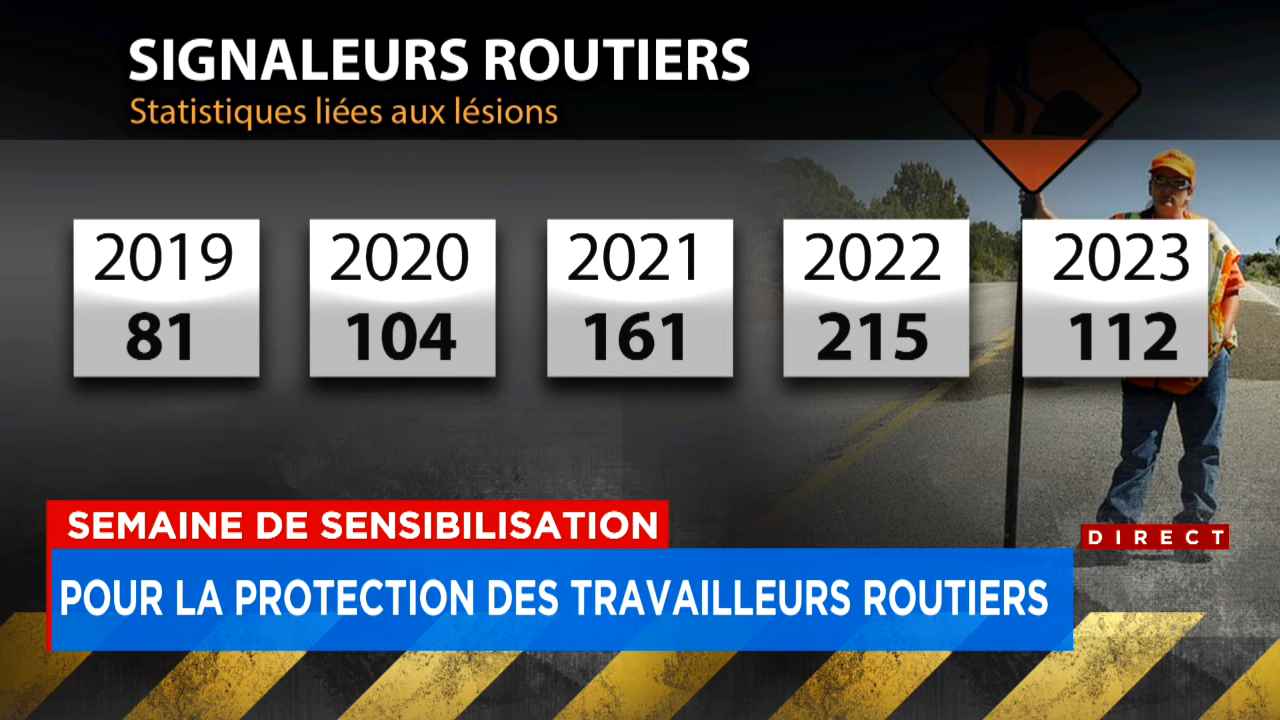 SIGNALEURS ROUTIERS
Statistiques liées aux lésions
2019 2020 2021 2022 2023
81 104 161 215 112
SEMAINE DE SENSIBILISATION
DIRECT
POUR LA PROTECTION DES TRAVAILLEURS ROUTIERS